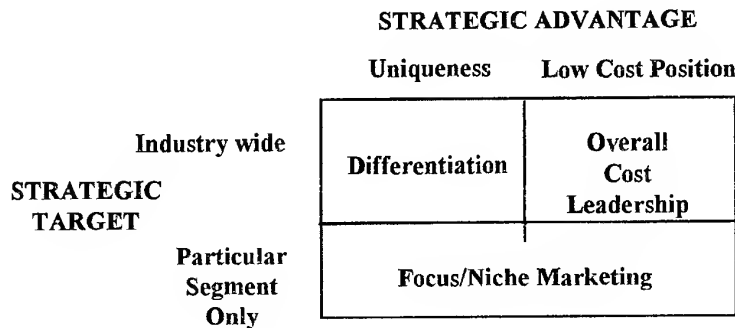 STRATEGIC ADVANTAGE
Uniqueness Low Cost Position
Industry wide
Differentiation
Overall
Cost
Leadership
STRATEGIC
TARGET
Particular
Segment
Only
Focus/Niche Marketing